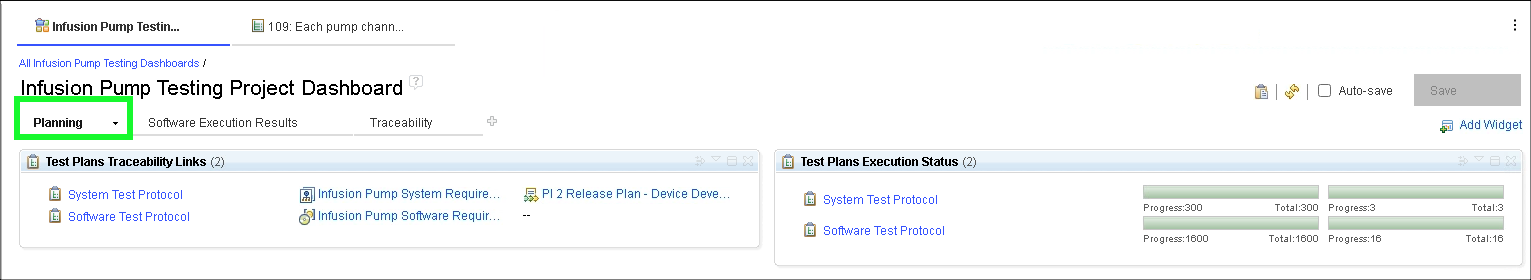 Infusion Pump Testin... 109: Each pump chann...
All Infusion Pump Testing Dashboards /
Infusion Pump Testing Project Dashboard ?
Auto-save Save
Planning Software Execution Results Traceability
Add Widget
Test Plans Traceability Links (2)
System Test Protocol Infusion Pump System Require... PI 2 Release Plan - Device Deve...
Software Test Protocol Infusion Pump Software Requir... --
Test Plans Execution Status (2)
System Test Protocol
Progress:300 Total:300 Progress:3 Total:3
Software Test Protocol
Progress:1600 Total:1600 Progress:16 Total:16